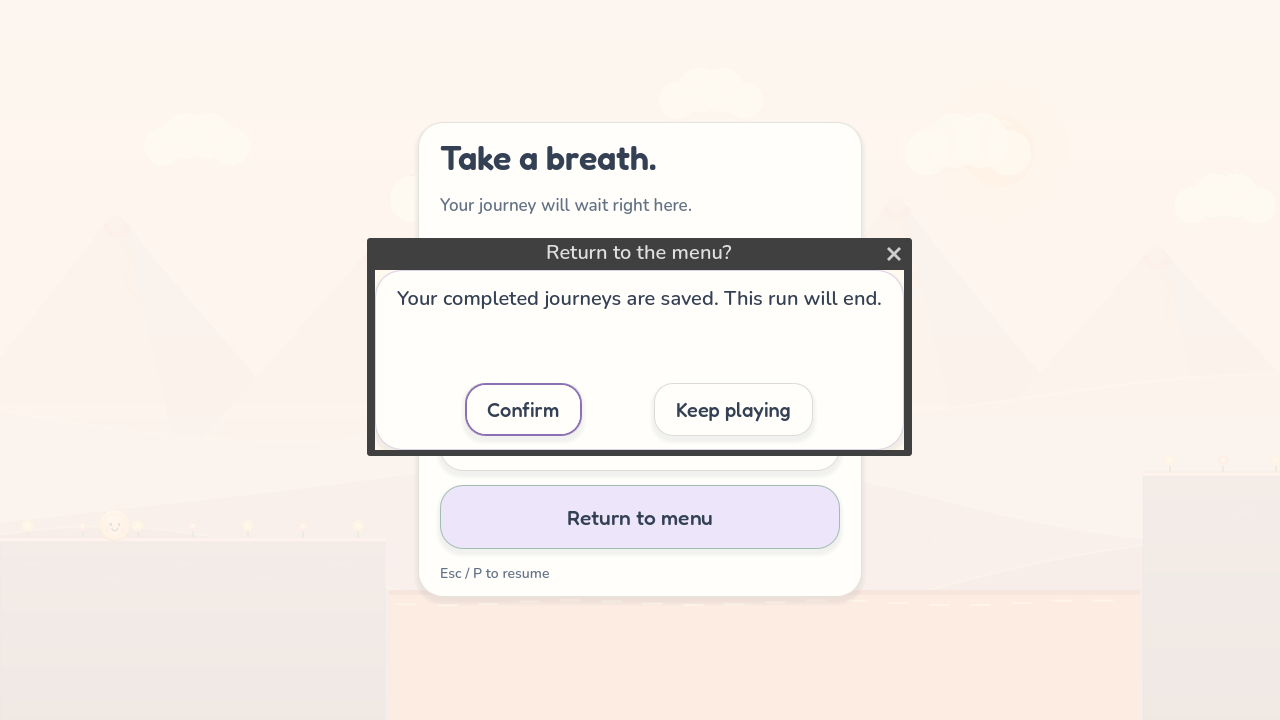 Take a breath.
Your journey will wait right here.
Return to the menu?
Your completed journeys are saved. This run will end.
Confirm
Keep playing
Return to menu
Esc / P to resume